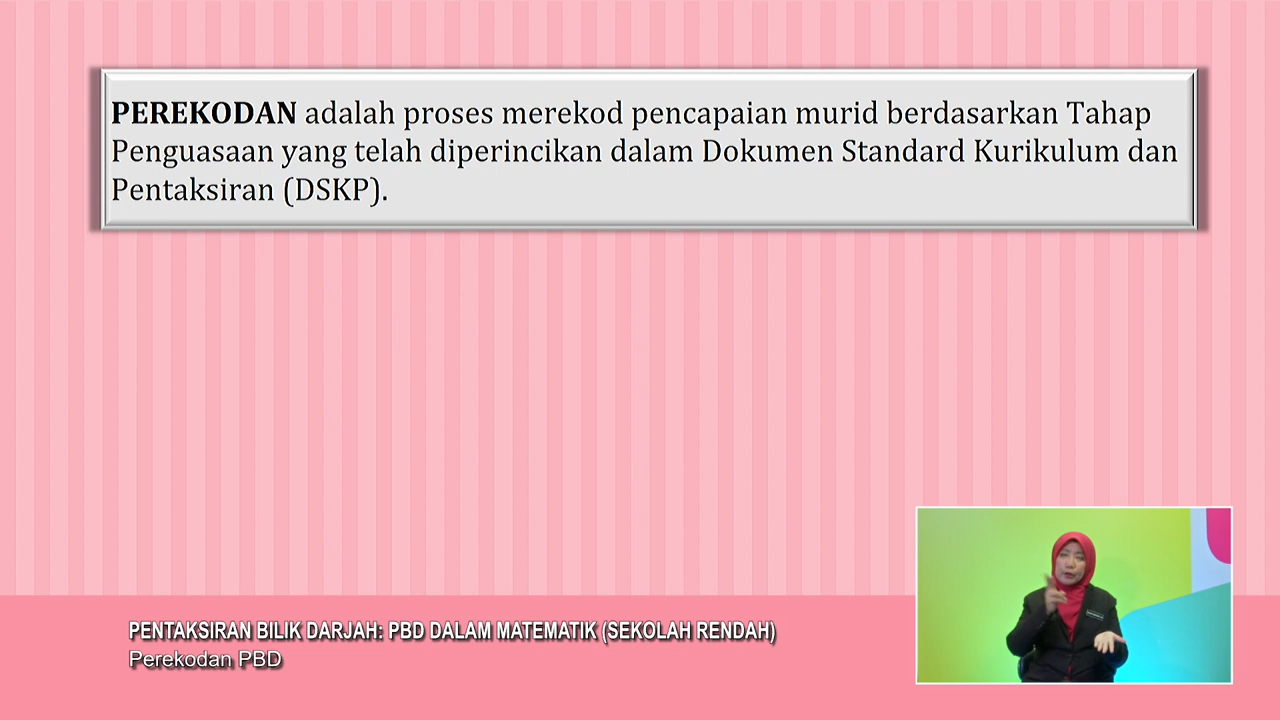 PEREKODAN adalah proses merekod pencapaian murid berdasarkan Tahap
Penguasaan yang telah diperincikan dalam Dokumen Standard Kurikulum dan
Pentaksiran (DSKP).
PENTAKSIRAN BILIK DARJAH: PBD DALAM MATEMATIK (SEKOLAH RENDAH)
Perekodan PBD